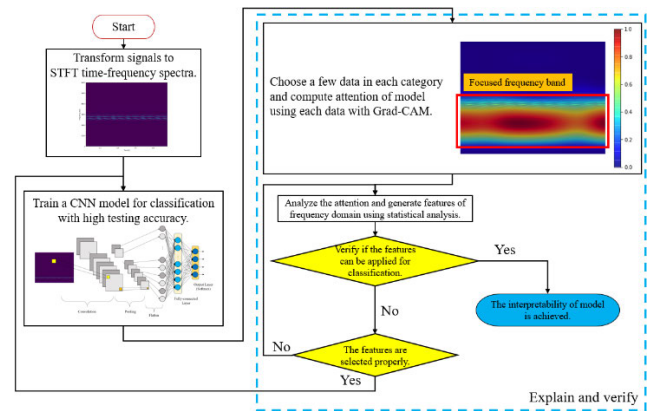 Start
Transform signals to
STFT time-frequency spectra.
Train a CNN model for classification
with high testing accuracy.
Convolution
Pooling
Flatten
Choose a few data in each category
and compute attention of model
using each data with Grad-CAM.
Focused frequency band
1.0
0.8
0.6
0.4
0.2
0.0
Analyze the attention and generate features of
frequency domain using statistical analysis.
Verify if the features
can be applied for
classification.
Yes
The interpretability of model
is achieved.
No
No
The features are
selected properly.
Yes
Explain and verify